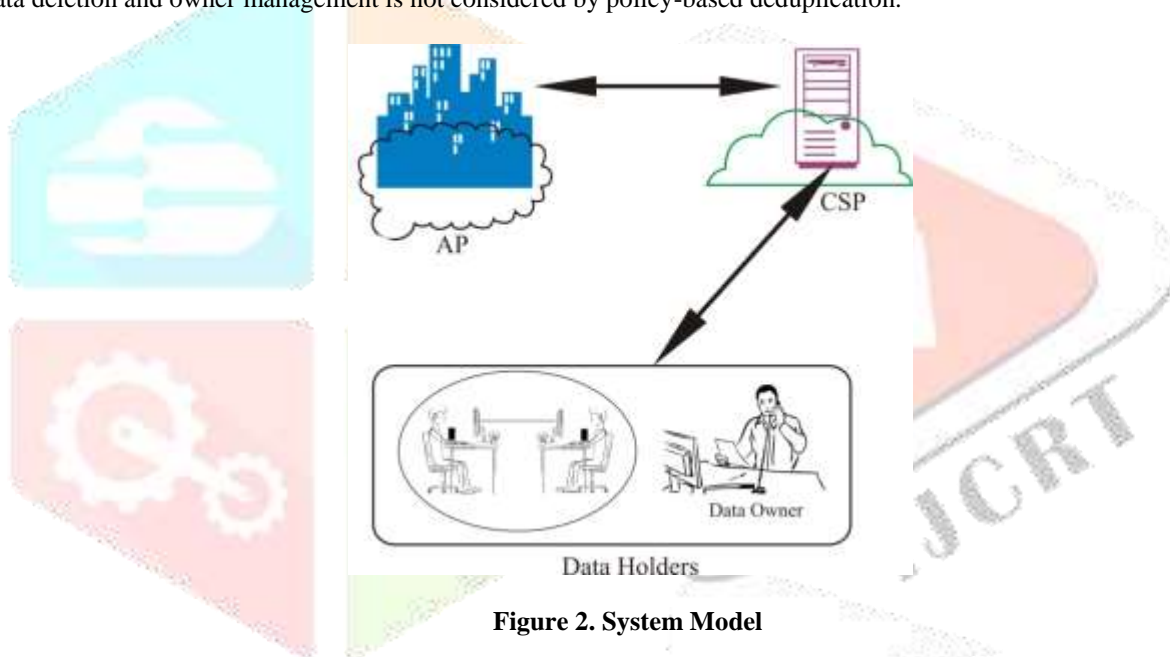 data deletion and owner management is not considered by policy-based deduplication.
AP
CSP
Data Owner
Data Holders
Figure 2. System Model
JCRT